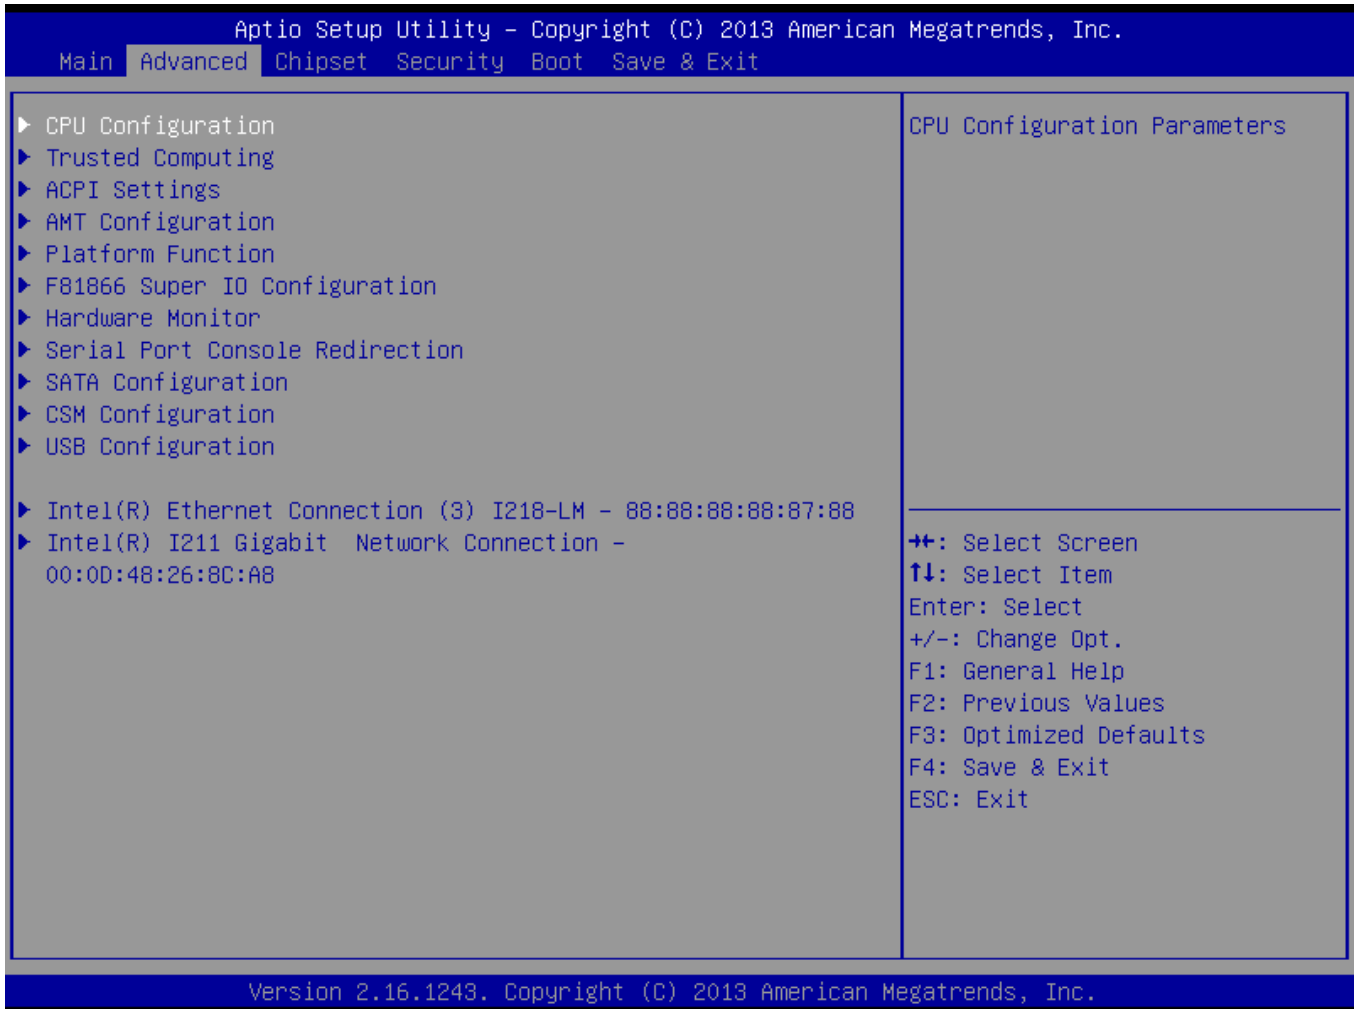 Aptio Setup Utility – Copyright (C) 2013 American Megatrends, Inc.
Main Advanced Chipset Security Boot Save & Exit
CPU Configuration
Trusted Computing
ACPI Settings
AMT Configuration
Platform Function
F81866 Super IO Configuration
Hardware Monitor
Serial Port Console Redirection
SATA Configuration
CSM Configuration
USB Configuration
Intel(R) Ethernet Connection (3) I218–LM – 88:88:88:88:87:88
Intel(R) I211 Gigabit  Network Connection –
00:0D:48:26:8C:A8
CPU Configuration Parameters
→←: Select Screen
↑↓: Select Item
Enter: Select
+/–: Change Opt.
F1: General Help
F2: Previous Values
F3: Optimized Defaults
F4: Save & Exit
ESC: Exit
Version 2.16.1243. Copyright (C) 2013 American Megatrends, Inc.